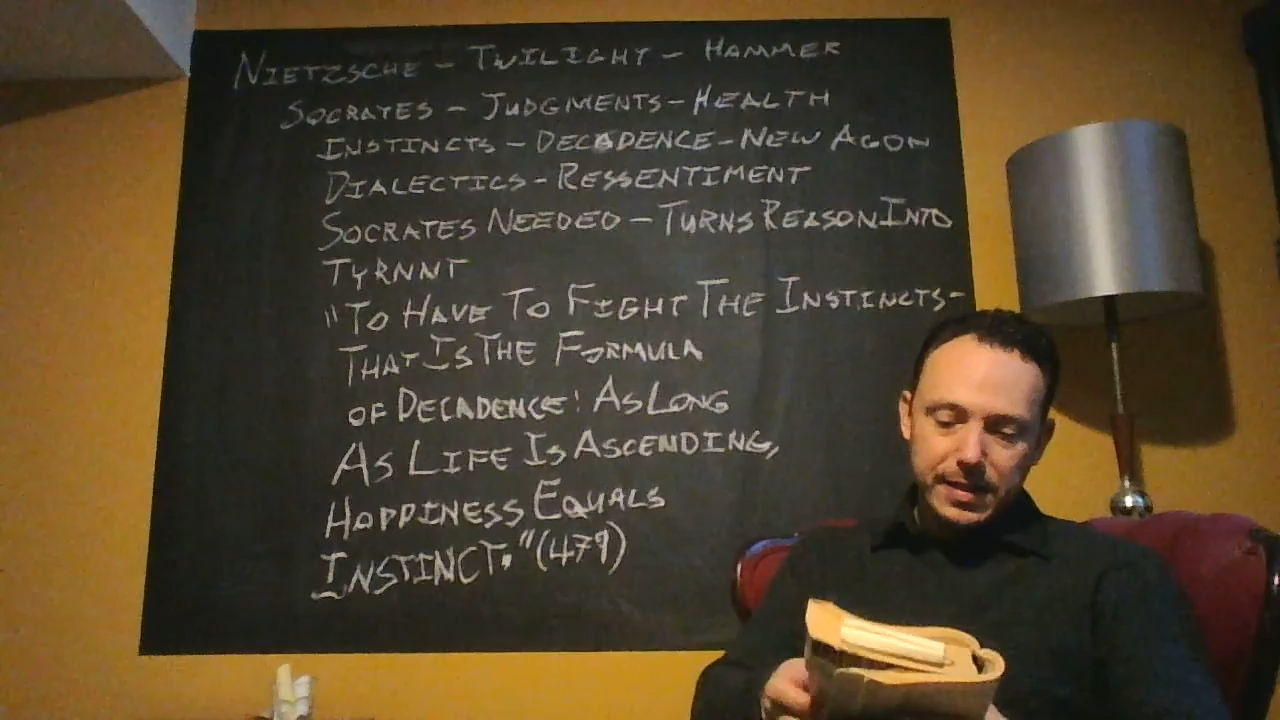 NIETZSCHE - TWILIGHT - HAMMER
SOCRATES - JUDGMENTS - HEALTH
INSTINCTS - DECADENCE - NEW AGON
DIALECTICS - RESSENTIMENT
SOCRATES NEEDED - TURNS REASON INTO
TYRNNT
"TO HAVE TO FIGHT THE INSTINCTS -
THAT IS THE FORMULA
OF DECADENCE: AS LONG
AS LIFE IS ASCENDING,
HAPPINESS EQUALS
INSTINCT." (479)